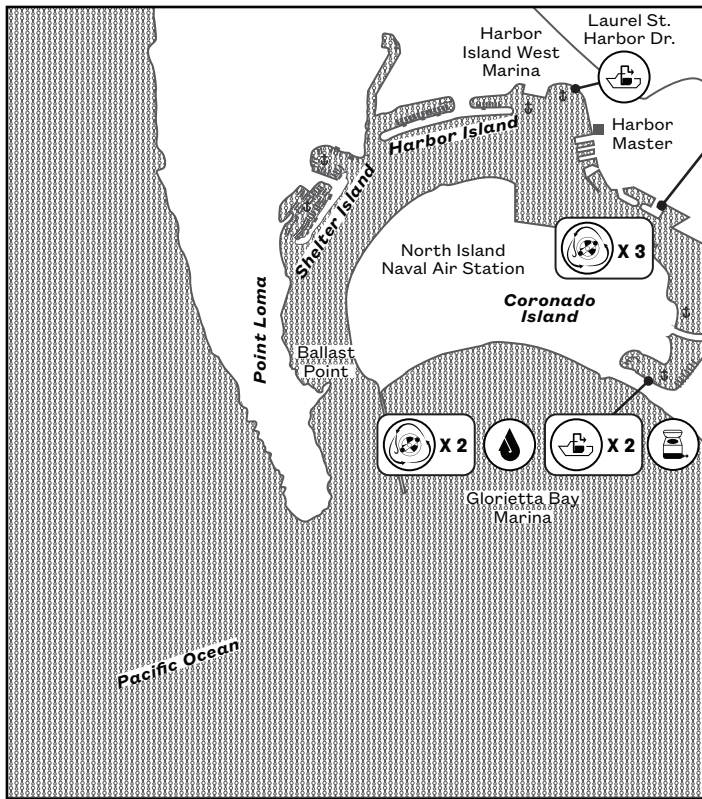 Laurel St.
Harbor Dr.
Harbor
Island West
Marina
Harbor
Master
Harbor Island
Shelter Island
North Island
Naval Air Station
X 3
Coronado
Island
Point Loma
Ballast
Point
X 2
X 2
Glorietta Bay
Marina
Pacific Ocean